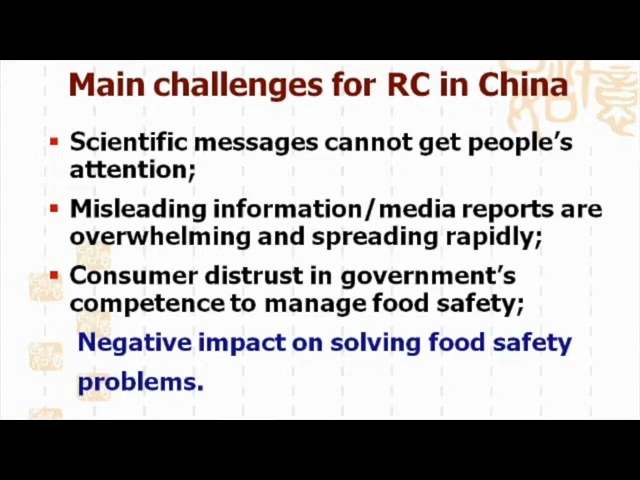 Main challenges for RC in China
Scientific messages cannot get people's
attention;
Misleading information/media reports are
overwhelming and spreading rapidly;
Consumer distrust in government's
competence to manage food safety;
Negative impact on solving food safety
problems.